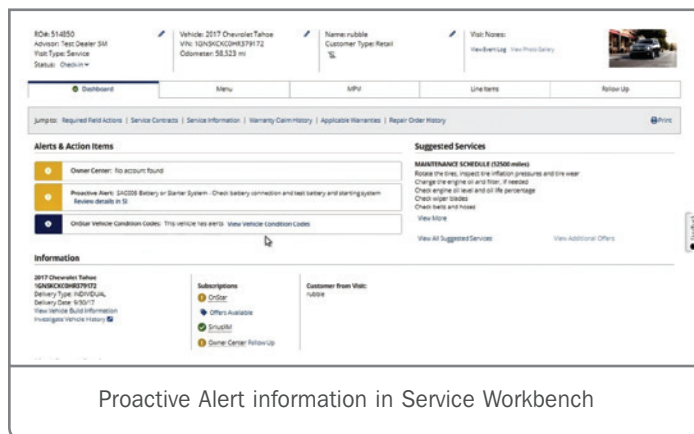 RO#: 514850
Advisor: Test Dealer SM
Visit Type: Service
Status: Check-in
Vehicle: 2017 Chevrolet Tahoe
VIN: 1GNSKCKC0HR379172
Odometer: 58,523 mi
Name: rubble
Customer Type: Retail
Visit Notes:
View Event Log View Photo Gallery
Dashboard
Menu
MPVI
Line Items
Follow Up
Jump to: Required Field Actions | Service Contracts | Service Information | Warranty Claim History | Applicable Warranties | Repair Order History
Print
Alerts & Action Items
Owner Center: No account found
Proactive Alert: Battery or Starter System - Check battery connection and test battery and starting system
Review details in SI
OnStar Vehicle Condition Codes: This vehicle has alerts View Vehicle Condition Codes
Suggested Services
MAINTENANCE SCHEDULE (52500 miles)
Rotate the tires, inspect tire inflation pressures and tire wear
Change the engine oil and filter, if needed
Check engine oil level and oil life percentage
Check wiper blades
Check belts and hoses
View More
View All Suggested Services
View Additional Offers
Information
2017 Chevrolet Tahoe
1GNSKCKC0HR379172
Delivery Type: INDIVIDUAL
Delivery Date: 9/30/17
View Vehicle Build Information
Investigate Vehicle History
Subscriptions
OnStar
Offers Available
SiriusXM
Owner Center Follow Up
Customer from Visit:
rubble
Proactive Alert information in Service Workbench